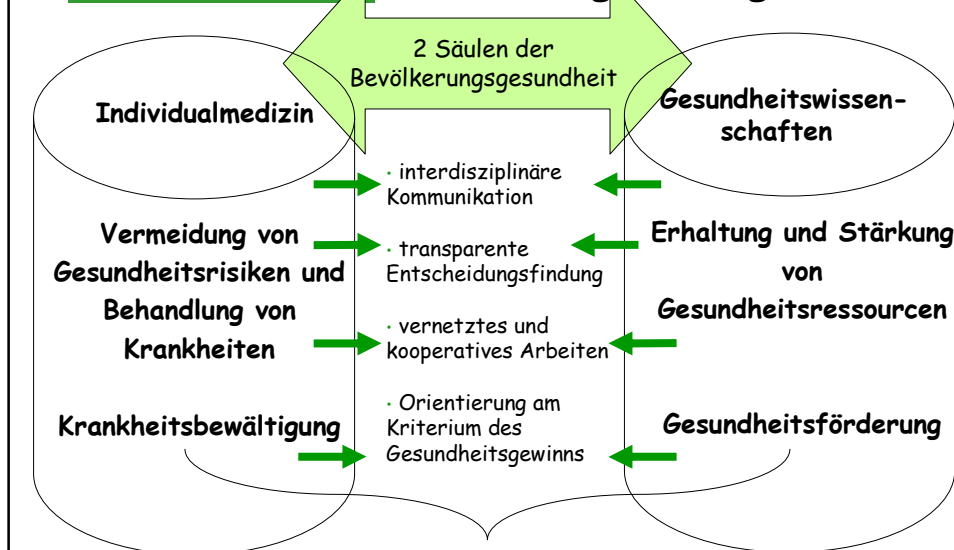 2 Säulen der
Bevölkerungsgesundheit
Individualmedizin
Gesundheitswissen-
schaften
· interdisziplinäre
Kommunikation
Vermeidung von
Gesundheitsrisiken und
Behandlung von
Krankheiten
· transparente
Entscheidungsfindung
Erhaltung und Stärkung
von
Gesundheitsressourcen
· vernetztes und
kooperatives Arbeiten
Krankheitsbewältigung
· Orientierung am
Kriterium des
Gesundheitsgewinns
Gesundheitsförderung